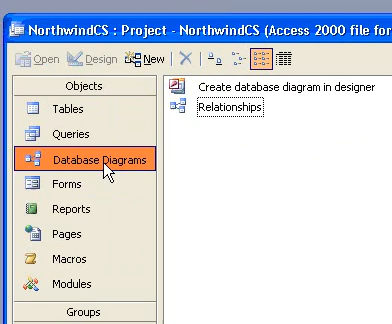 NorthwindCS : Project - NorthwindCS (Access 2000 file for
Open Design New
Objects
Tables
Queries
Database Diagrams
Forms
Reports
Pages
Macros
Modules
Groups
Create database diagram in designer
Relationships